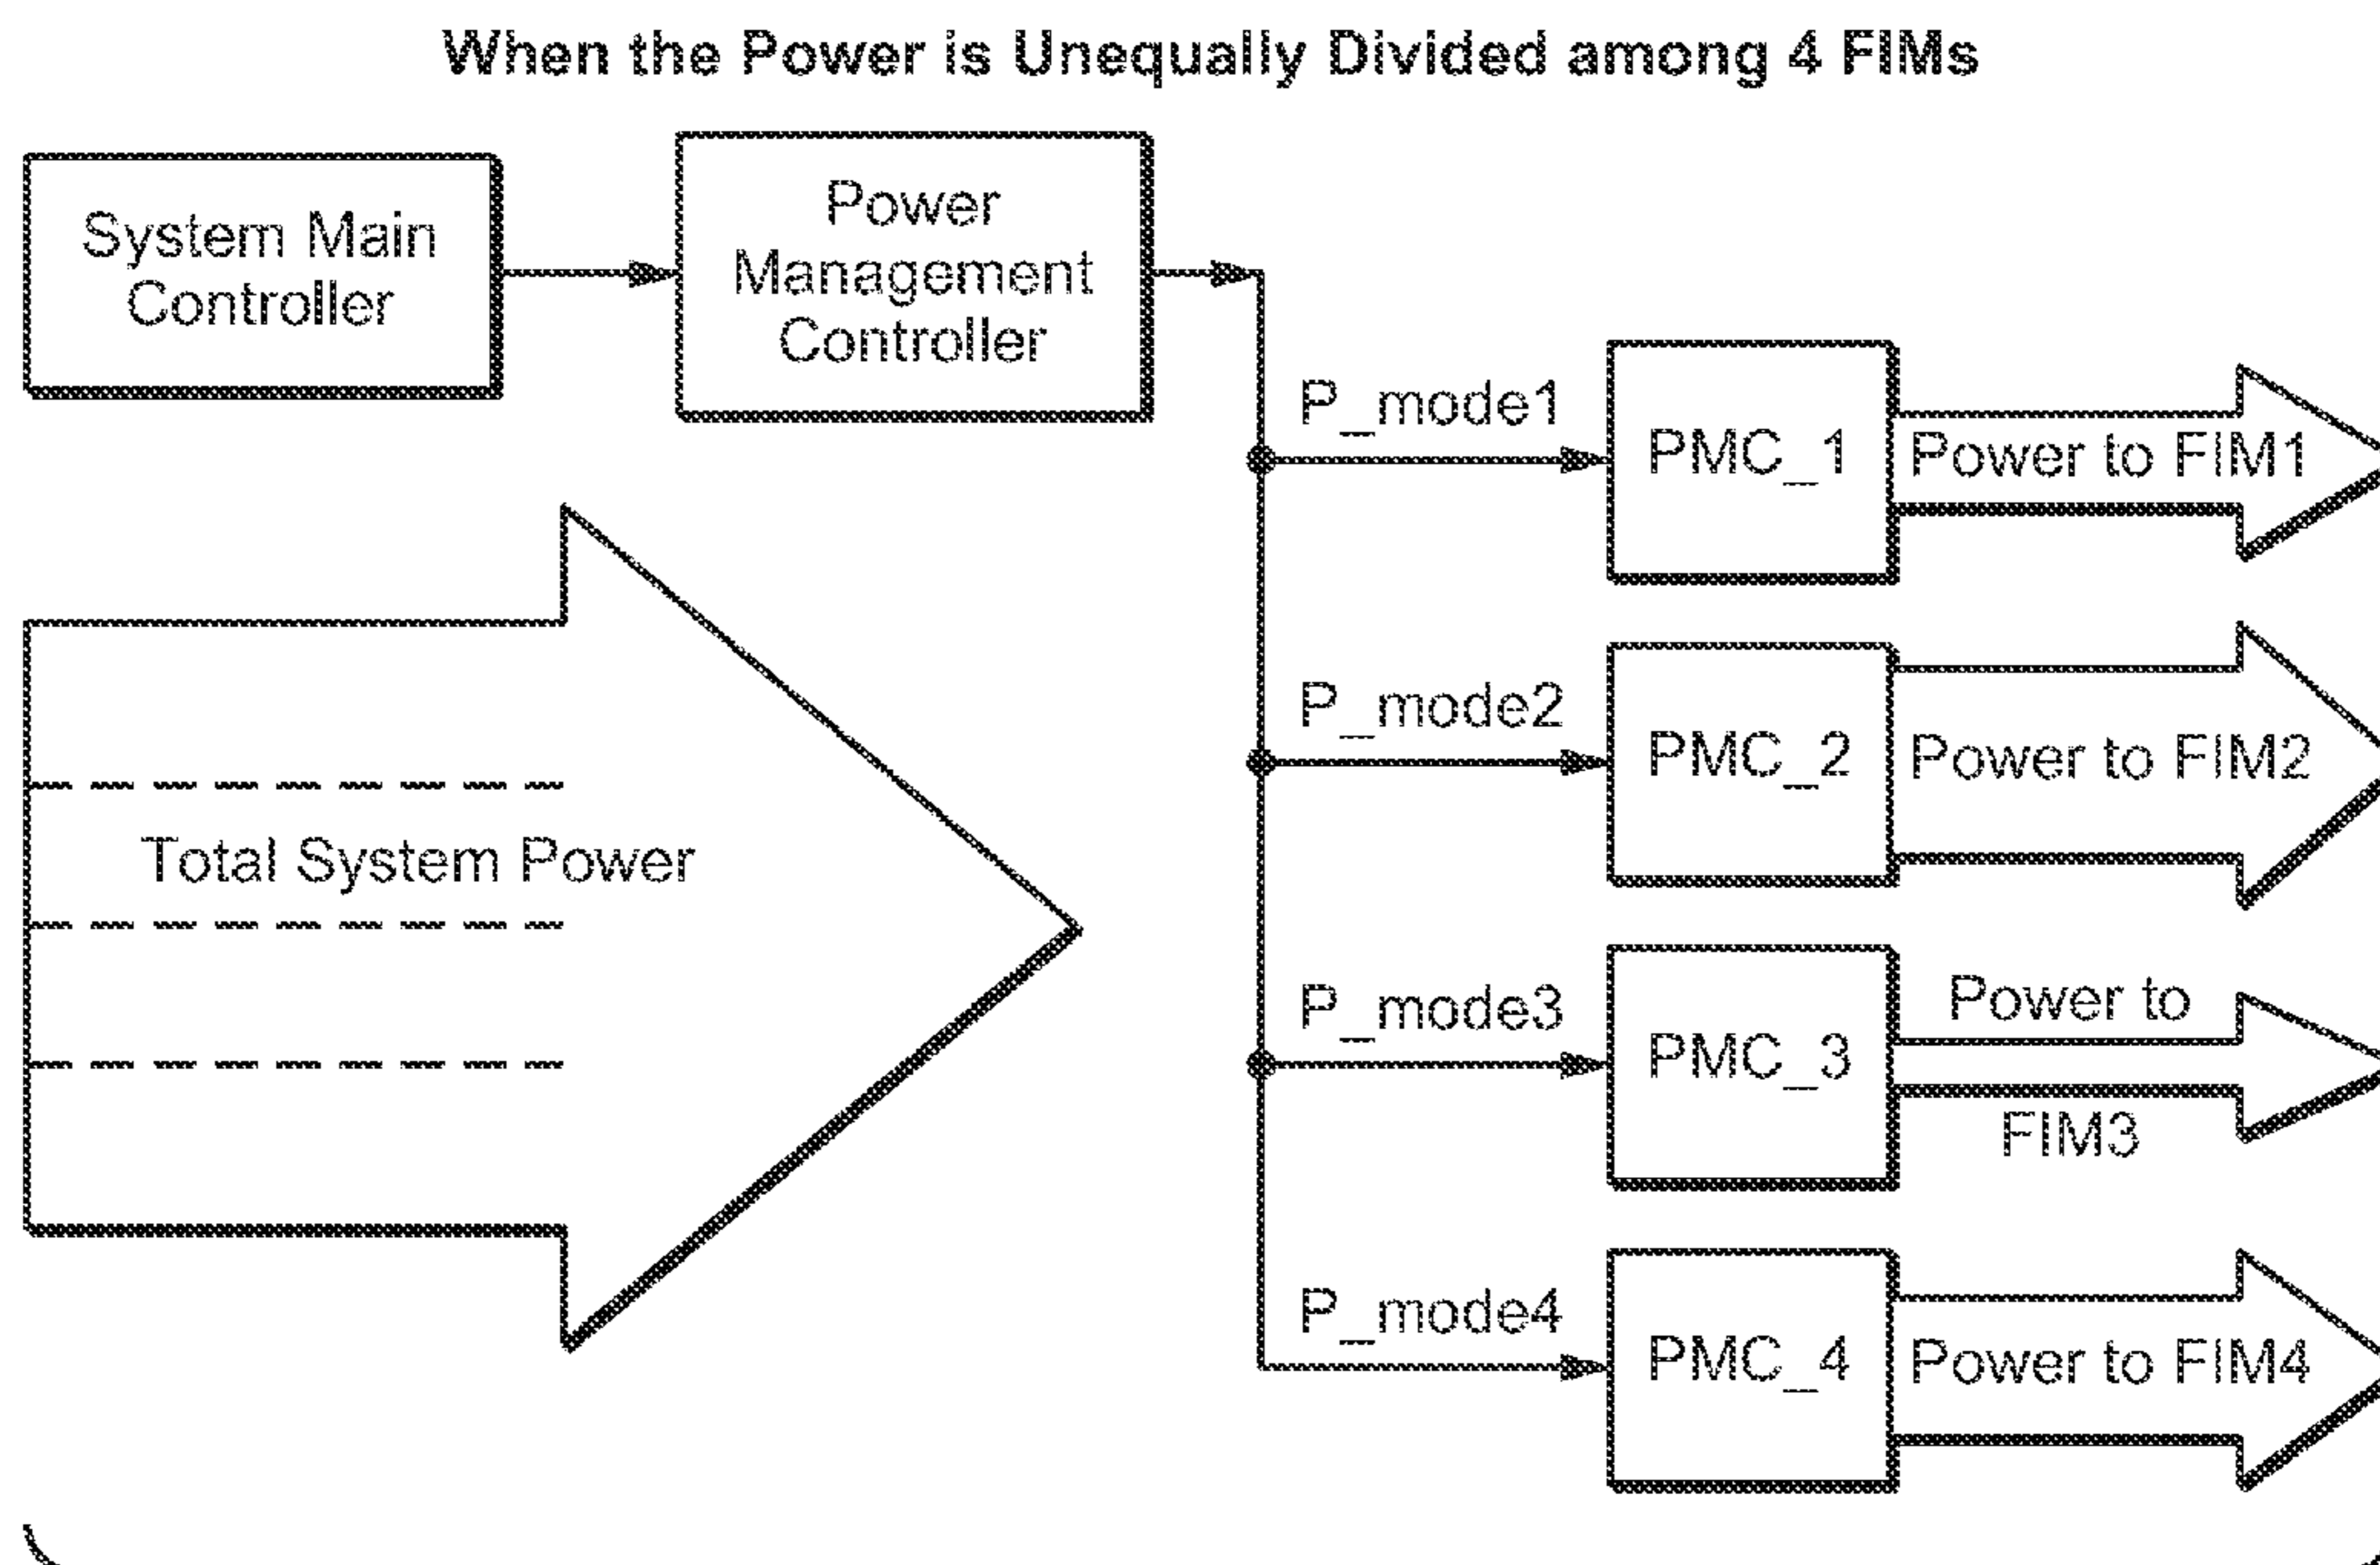 When the Power is Unequally Divided among 4 FIMs
System Main
Controller
Power
Management
Controller
P_mode1
PMC_1
Power to FIM1
P_mode2
PMC_2
Power to FIM2
Total System Power
P_mode3
PMC_3
Power to
FIM3
P_mode4
PMC_4
Power to FIM4